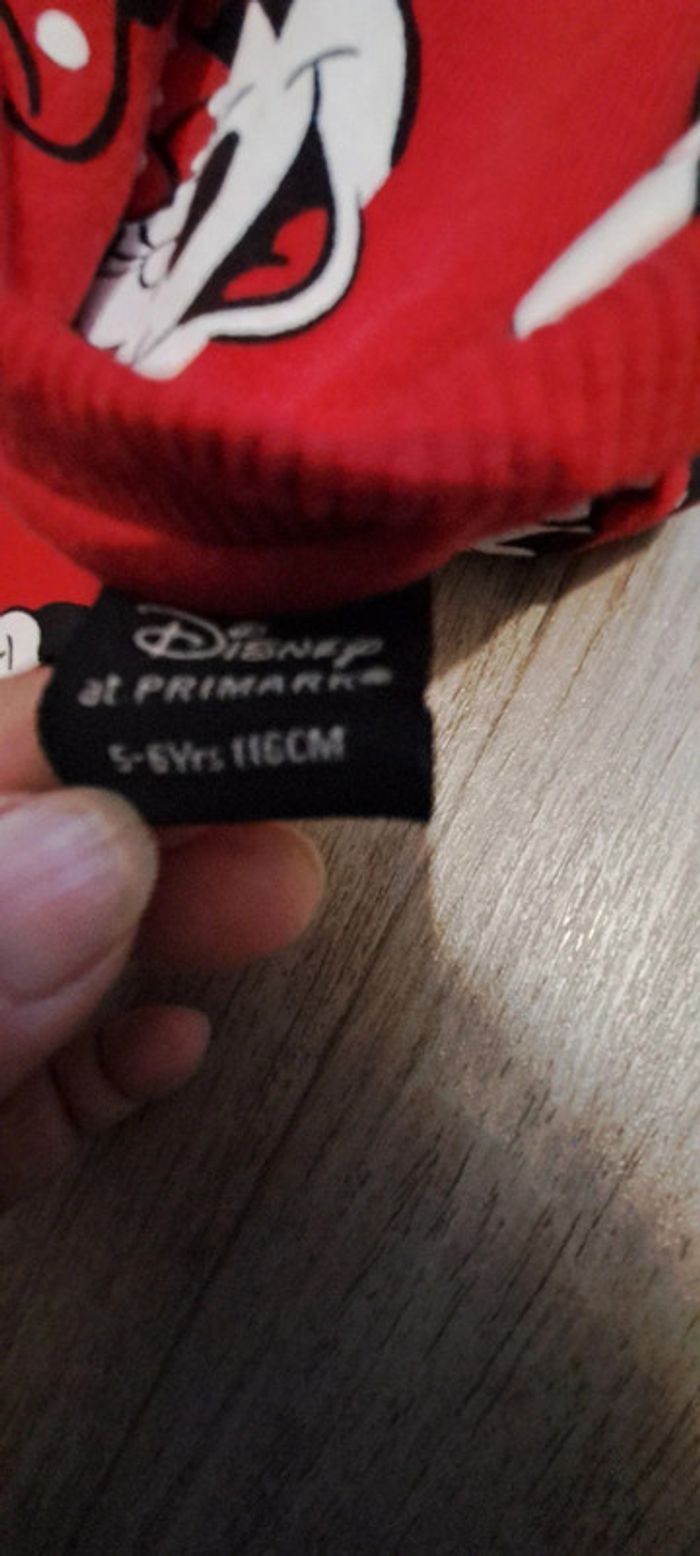 Disney
at PRIMARK®
5-6Yrs 116CM